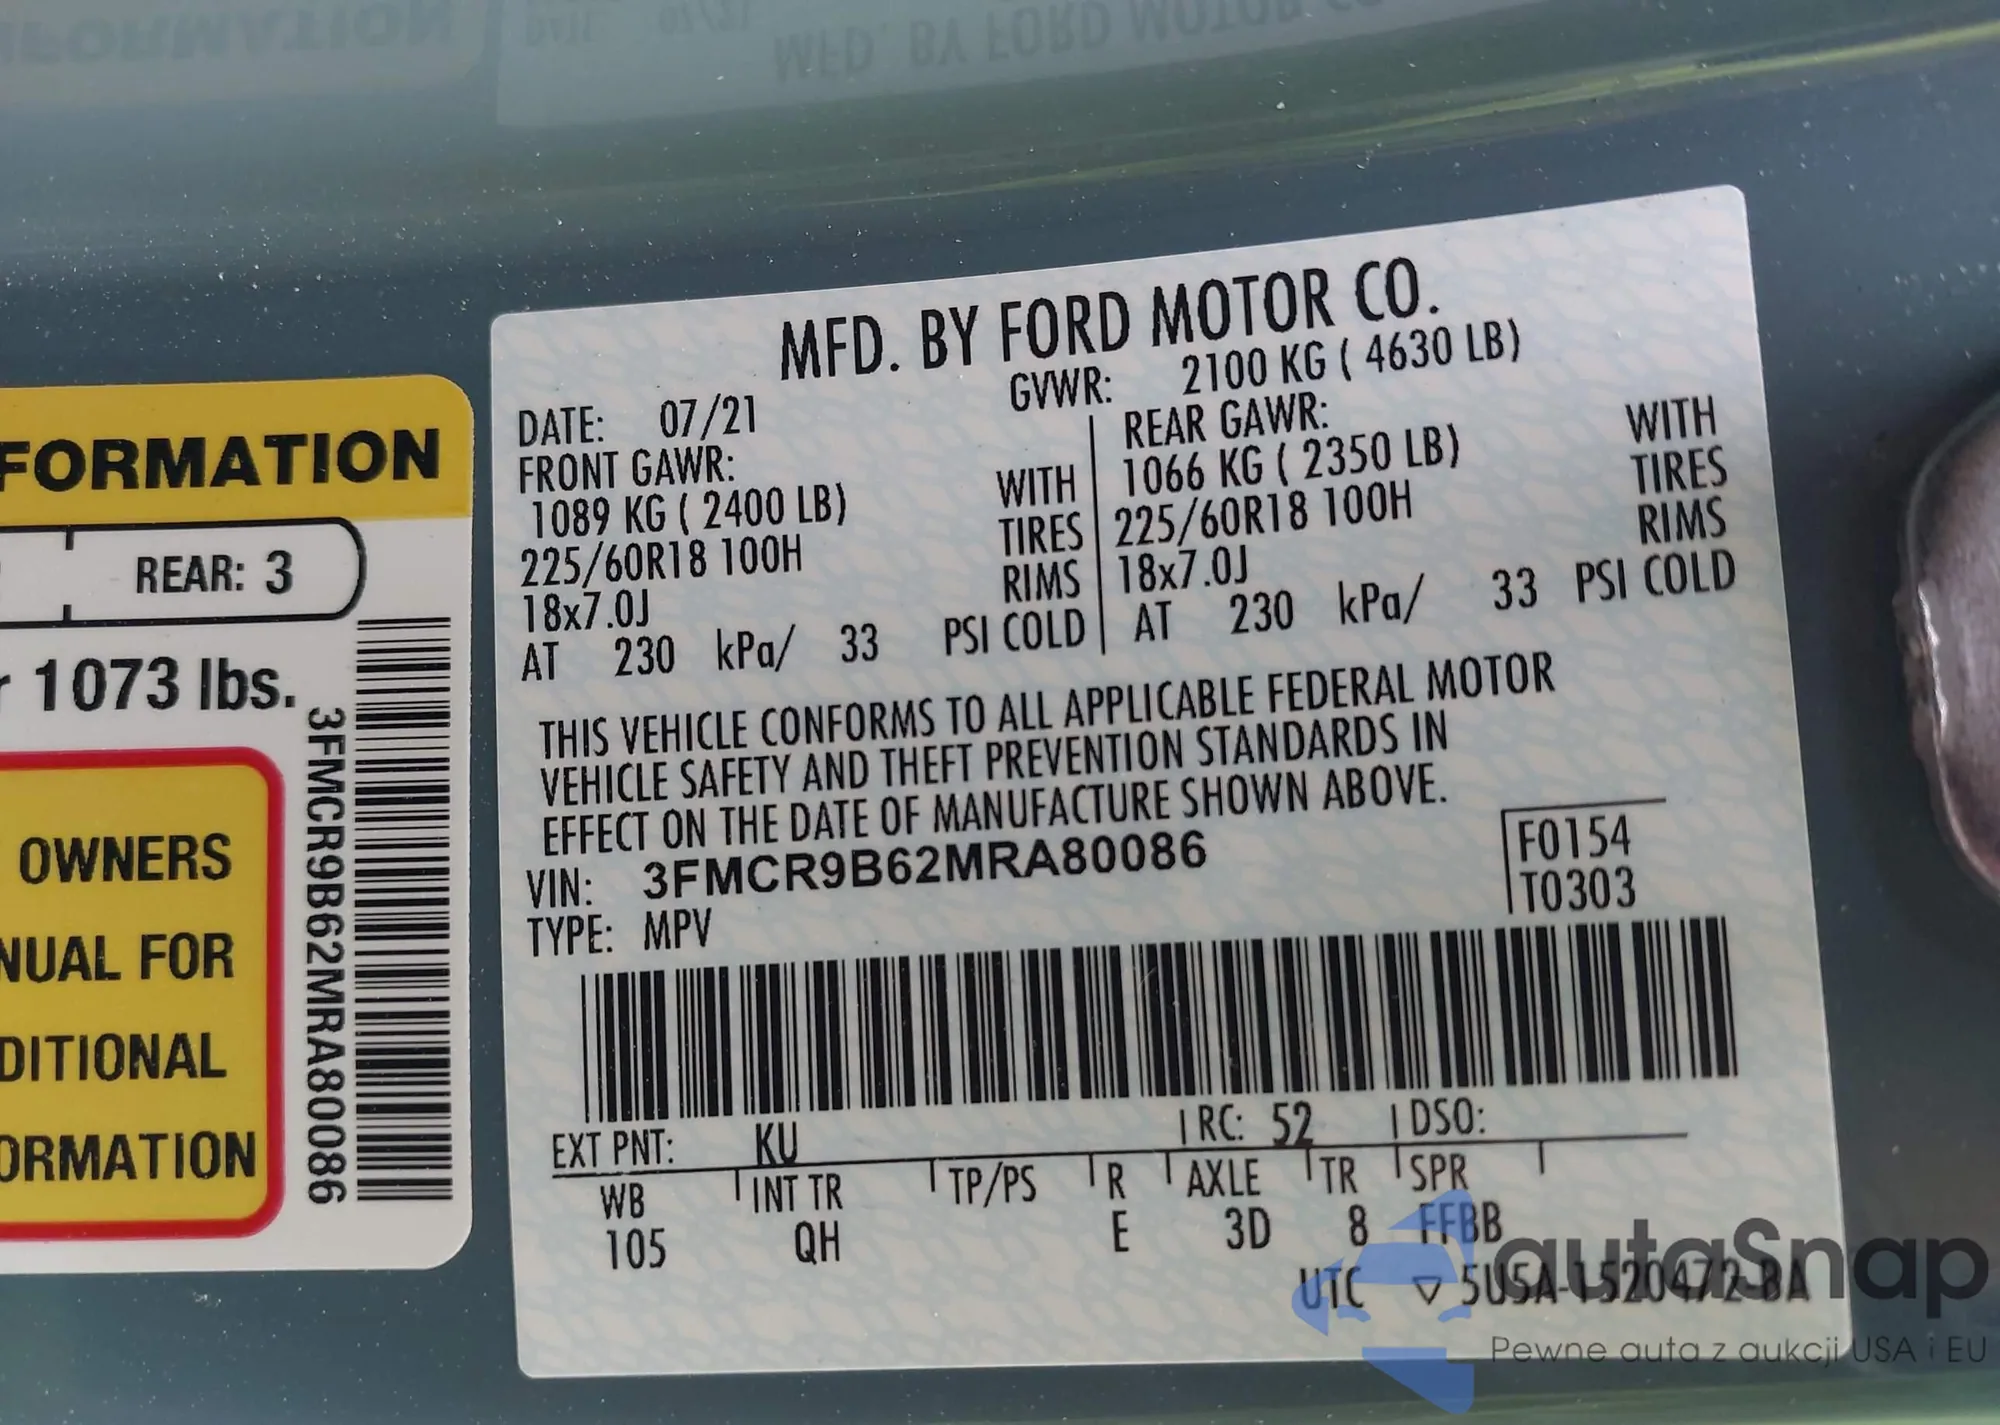 FORMATION
REAR: 3
1073 lbs.
3FMCR9B62MRA80086
OWNERS
NUAL FOR
DITIONAL
ORMATION
MFD. BY FORD MOTOR CO.
DATE: 07/21 GVWR: 2100 KG ( 4630 LB)
FRONT GAWR: REAR GAWR:
1089 KG ( 2400 LB) WITH 1066 KG ( 2350 LB) WITH
225/60R18 100H TIRES 225/60R18 100H TIRES
18x7.0J RIMS 18x7.0J RIMS
AT 230 kPa/ 33 PSI COLD AT 230 kPa/ 33 PSI COLD
THIS VEHICLE CONFORMS TO ALL APPLICABLE FEDERAL MOTOR
VEHICLE SAFETY AND THEFT PREVENTION STANDARDS IN
EFFECT ON THE DATE OF MANUFACTURE SHOWN ABOVE.
VIN: 3FMCR9B62MRA80086
TYPE: MPV
F0154
T0303
EXT PNT: KU RC: 52 DSO:
WB INT TR TP/PS R AXLE TR SPR
105 QH E 3D 8 FFBB
UTC ▽ 5U5A-1520472-BA
autaSnap
Pewne auta z aukcji USA i EU